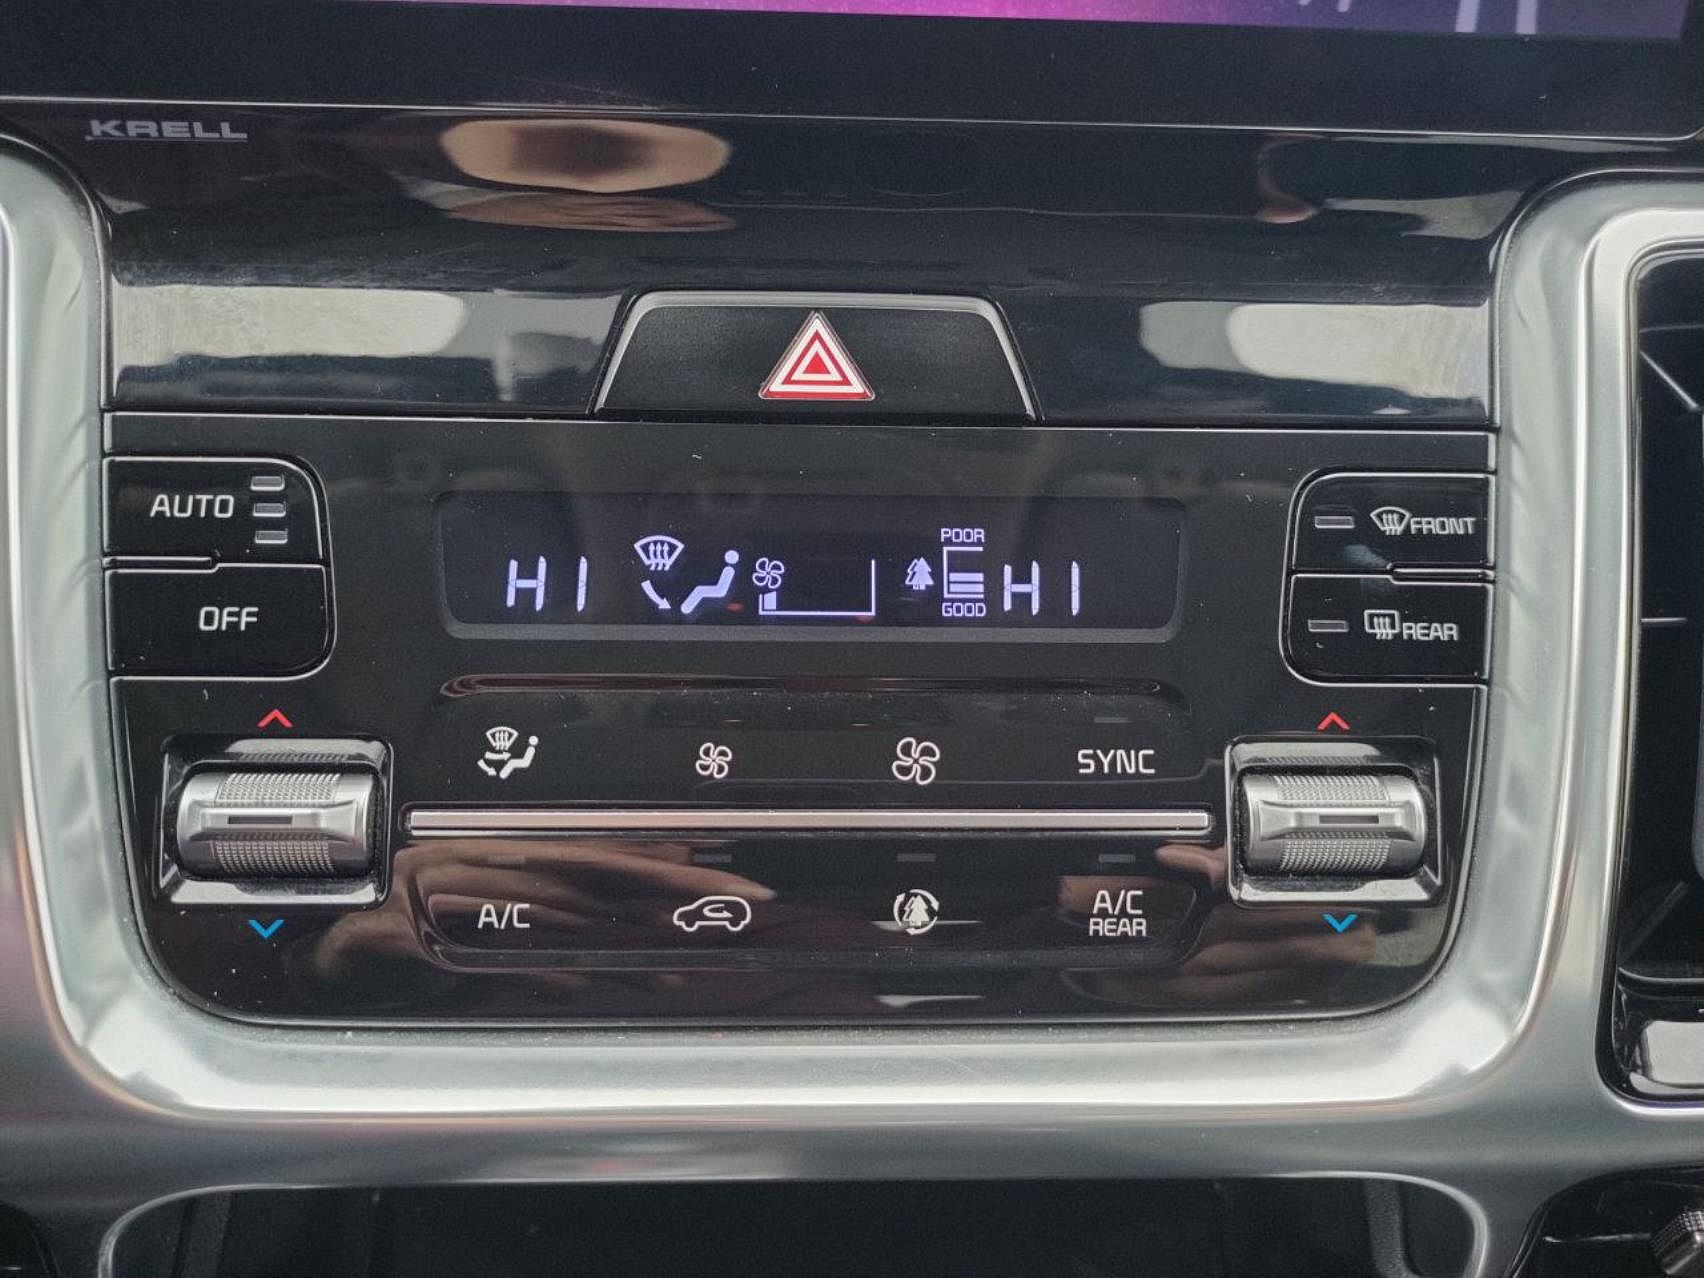 KRELL
AUTO
OFF
HI
POOR
GOOD
HI
FRONT
REAR
SYNC
A/C
A/C
REAR